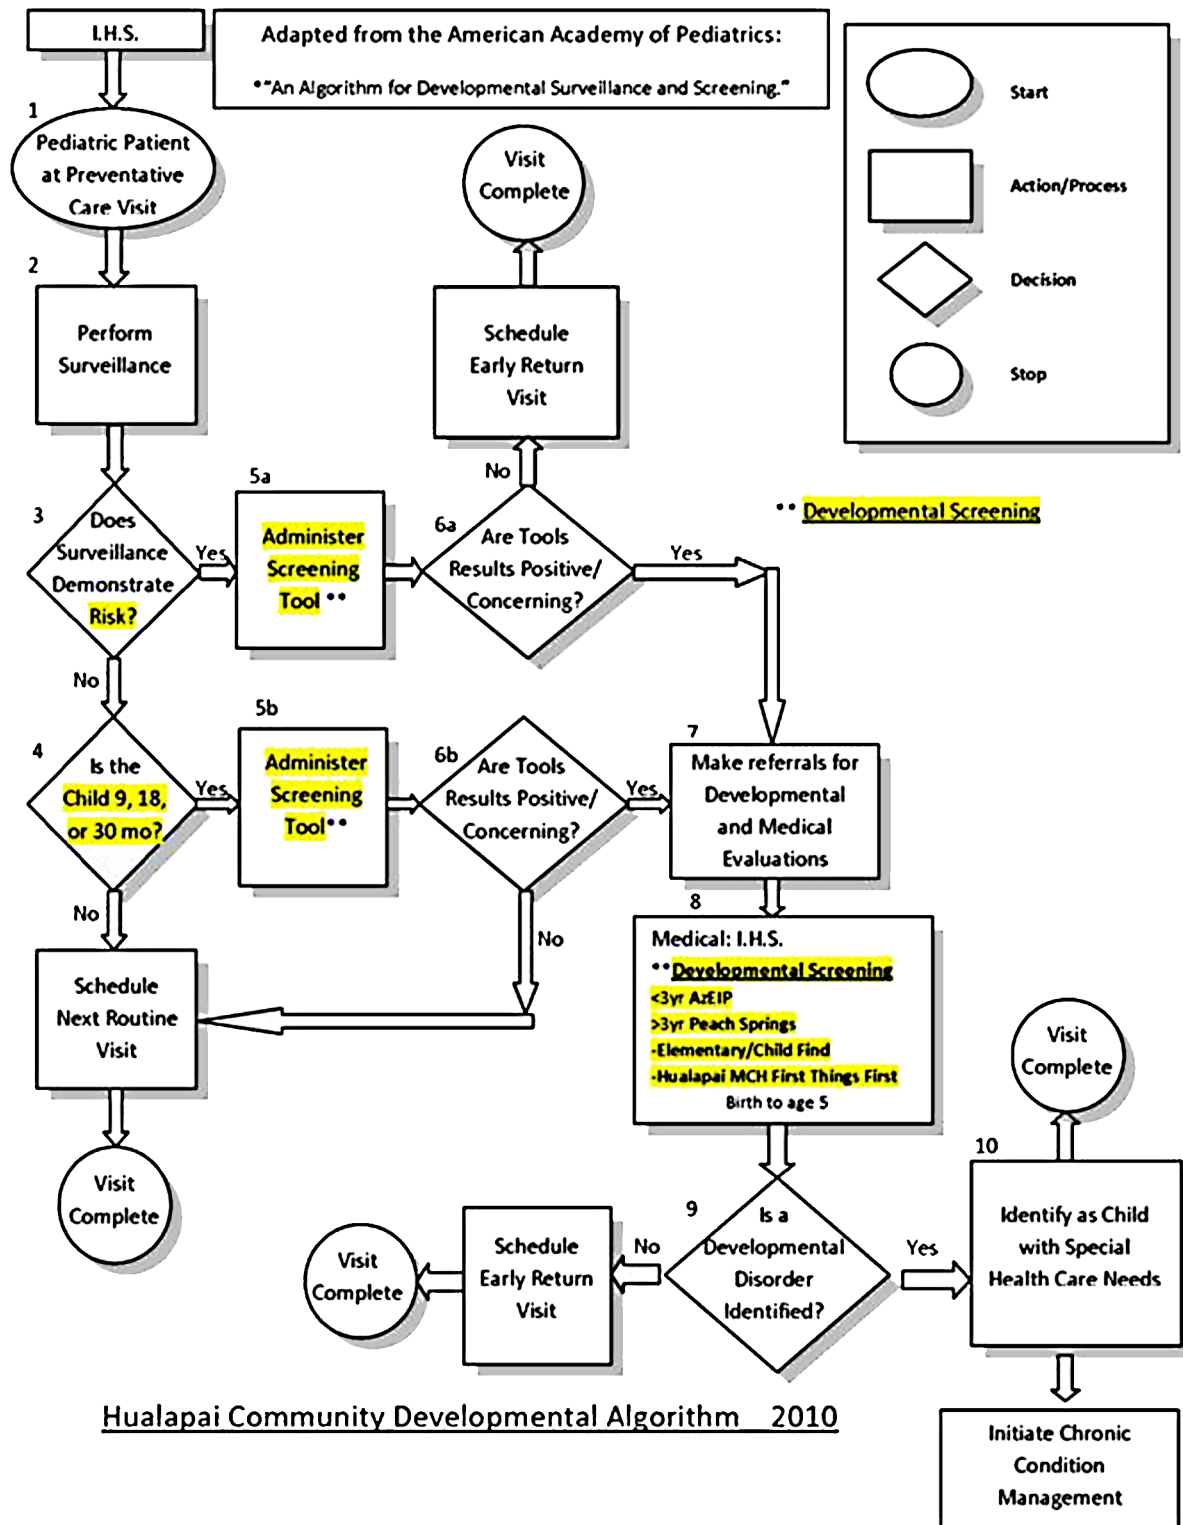 I.H.S.
Adapted from the American Academy of Pediatrics:
*"An Algorithm for Developmental Surveillance and Screening."
Start
Action/Process
Decision
Stop
1
Pediatric Patient
at Preventative
Care Visit
2
Perform
Surveillance
Visit
Complete
Schedule
Early Return
Visit
No
3
Does
Surveillance
Demonstrate
Risk?
Yes
5a
Administer
Screening
Tool **
6a
Are Tools
Results Positive/
Concerning?
Yes
** Developmental Screening
No
4
Is the
Child 9, 18,
or 30 mo?
Yes
5b
Administer
Screening
Tool**
6b
Are Tools
Results Positive/
Concerning?
Yes
7
Make referrals for
Developmental
and Medical
Evaluations
No
No
Schedule
Next Routine
Visit
Visit
Complete
8
Medical: I.H.S.
**Developmental Screening
<3yr AzEIP
>3yr Peach Springs
-Elementary/Child Find
-Hualapai MCH First Things First
Birth to age 5
9
Is a
Developmental
Disorder
Identified?
No
Schedule
Early Return
Visit
Visit
Complete
Yes
10
Identify as Child
with Special
Health Care Needs
Visit
Complete
Initiate Chronic
Condition
Management
Hualapai Community Developmental Algorithm 2010